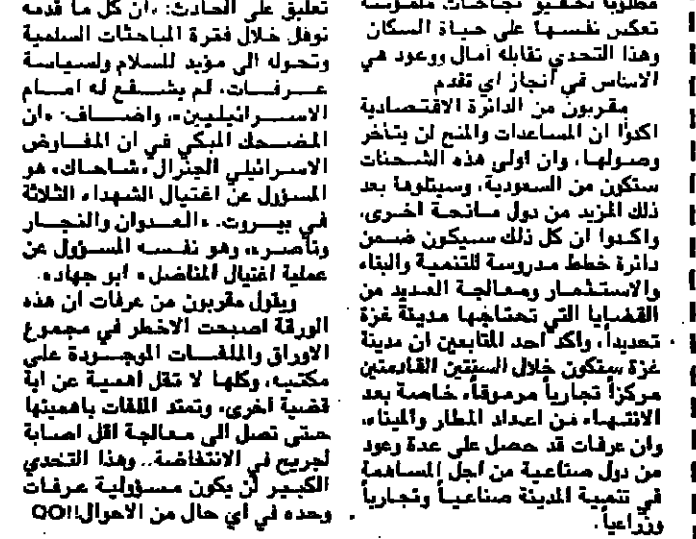 مطلوباً تحقيق نجاحات ملموسة
تعكس نفسها على حياة السكان
وهذا التحدي تقابله آمال ووعود هي
الاساس في انجاز اي تقدم
مقربون من الدائرة الاقتصادية
اكدوا ان المساعدات والمنح لن يتأخر
وصولها، وان اولى هذه الشحنات
ستكون من السعودية، وسيتلوها بعد
ذلك المزيد من دول مانحة اخرى،
واكدوا ان كل ذلك سيكون ضمن
دائرة خطط مدروسة للتنمية والبناء
والاستثمار ومعالجة العديد من
القضايا التي تحتاجها مدينة غزة
تحديداً، واكد احد المتابعين ان مدينة
غزة ستكون خلال السنتين القادمتين
مركزاً تجارياً مرموقاً، خاصة بعد
الانتهاء من اعداد المطار والميناء،
وان عرفات قد حصل على عدة وعود
من دول صناعية من اجل المساهمة
في تنمية المدينة صناعياً وتجارياً
وزراعياً.
تعليق على الحادث: «ان كل ما قدمه
نوفل خلال فترة المباحثات السلمية
وتحوله الى مؤيد للسلام ولسياسة
عرفات، لم يشفع له امام
الاسرائيليين»، واضاف: «ان
المضحك المبكي في ان المفاوض
الاسرائيلي الجنرال «شاحاك» هو
المسؤول عن اغتيال الشهداء الثلاثة
في بيروت، «العدوان والنجار
وناصر»، وهو نفسه المسؤول عن
عملية اغتيال المناضل «ابو جهاد».
ويقول مقربون من عرفات ان هذه
الورقة اصبحت الاخطر في مجموع
الاوراق والملفات الموجودة على
مكتبه، وكلها لا تقل اهمية عن اية
قضية اخرى، وتمتد الملفات باهميتها
حتى تصل الى معالجة اقل اصابة
لجريح في الانتفاضة.. وهذا التحدي
الكبير لن يكون مسؤولية عرفات
وحده في اي حال من الاحوال!!OO